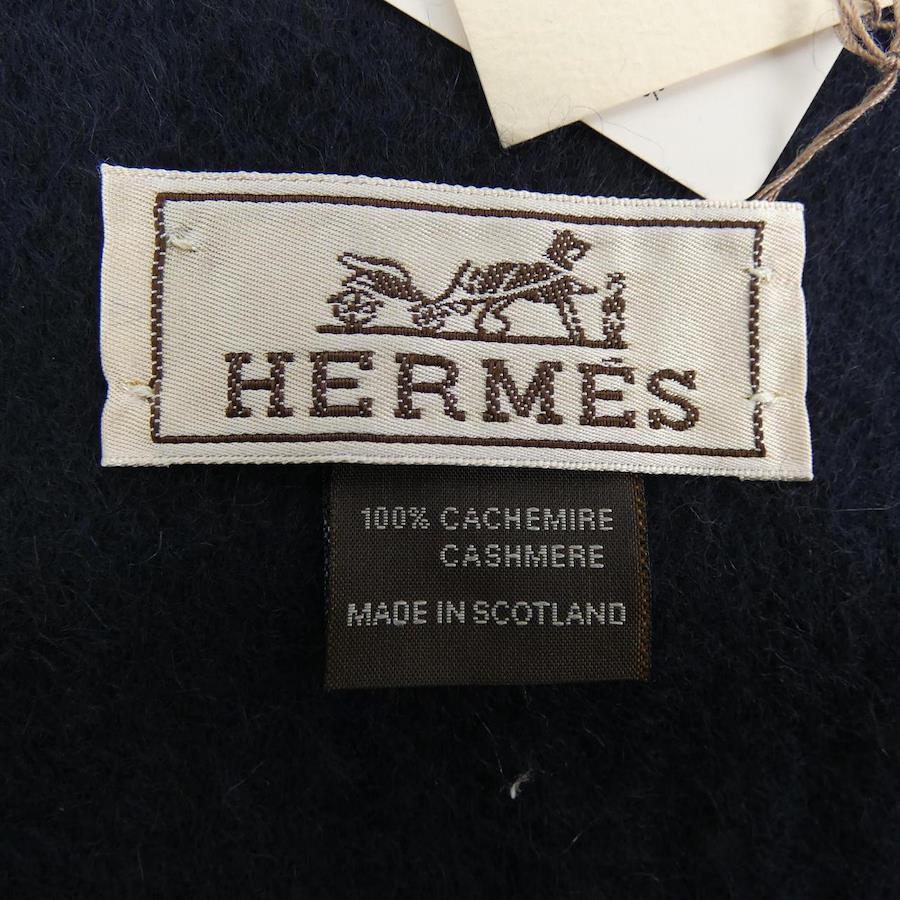 HERMÈS
100% CACHEMIRE
CASHMERE
MADE IN SCOTLAND